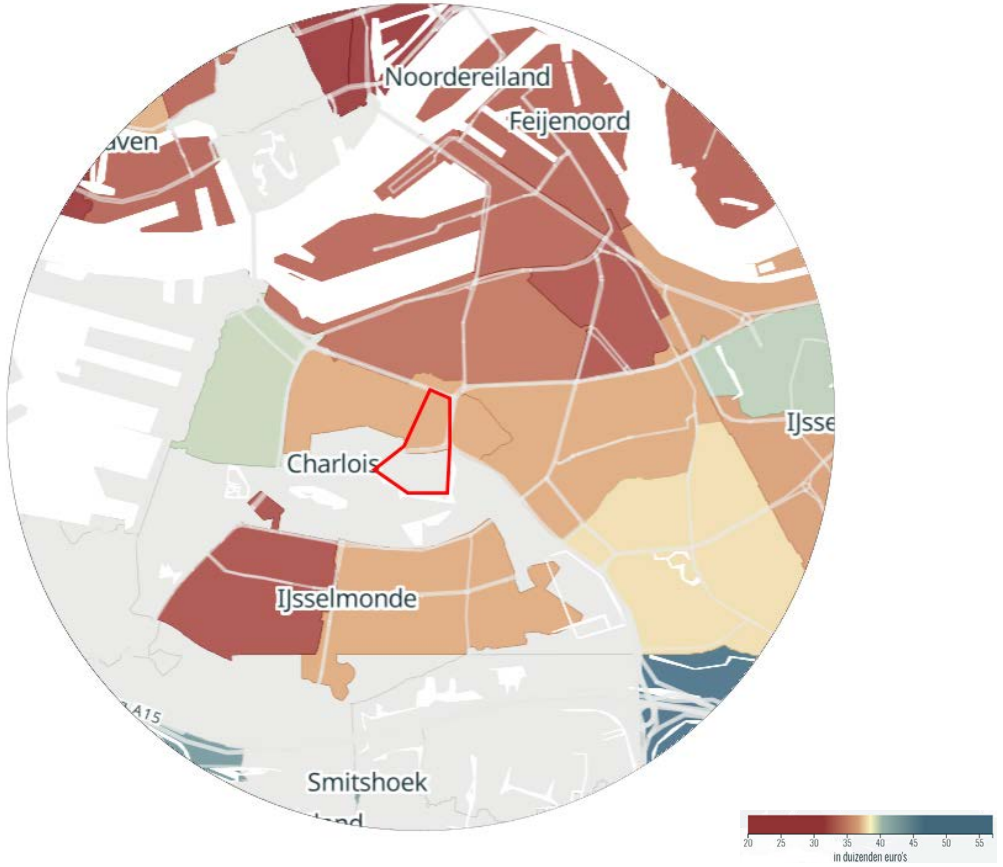 Noordereiland
Feijenoord
aven
IJsse
Charlois
IJsselmonde
A15
Smitshoek
land
20 25 30 35 40 45 50 55
in duizenden euro's